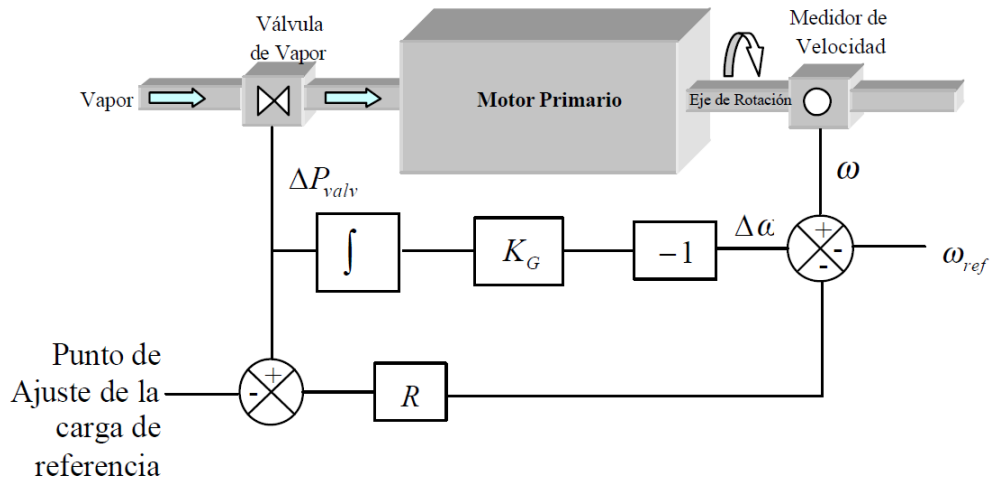 Válvula
de Vapor
Medidor de
Velocidad
Vapor
Motor Primario
Eje de Rotación
ΔP_valv
ω
∫
K_G
−1
Δω
+
-
-
ω_ref
Punto de
Ajuste de la
carga de
referencia
+
-
R